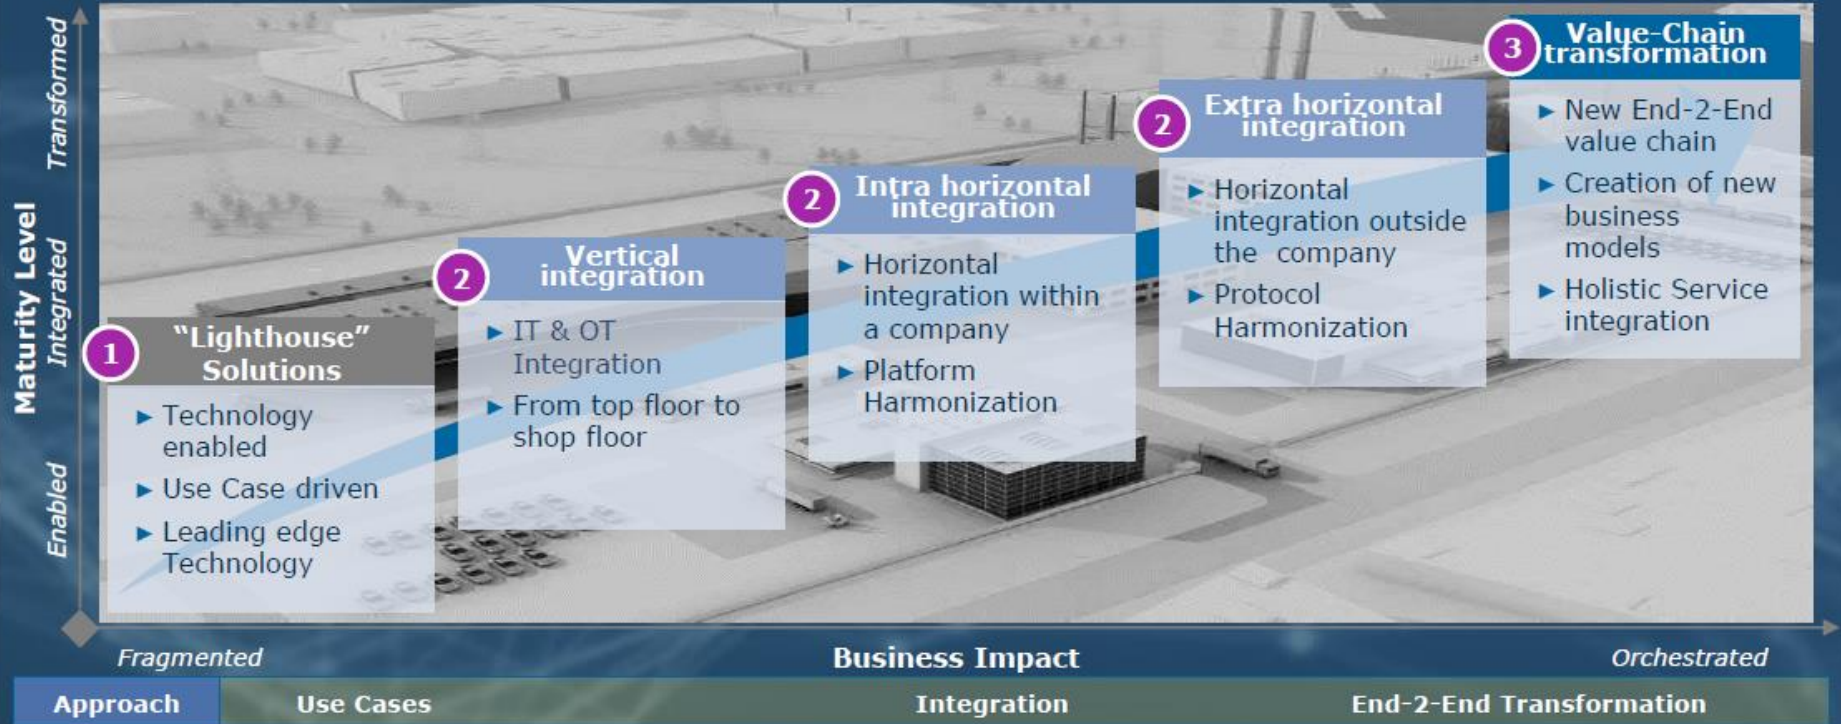 Maturity Level
Transformed
Integrated
Enabled
1
“Lighthouse”
Solutions
► Technology
enabled
► Use Case driven
► Leading edge
Technology
2
Vertical
integration
► IT & OT
Integration
► From top floor to
shop floor
2
Intra horizontal
integration
► Horizontal
integration within
a company
► Platform
Harmonization
2
Extra horizontal
integration
► Horizontal
integration outside
the company
► Protocol
Harmonization
3
Value-Chain
transformation
► New End-2-End
value chain
► Creation of new
business
models
► Holistic Service
integration
Fragmented
Business Impact
Orchestrated
Approach
Use Cases
Integration
End-2-End Transformation